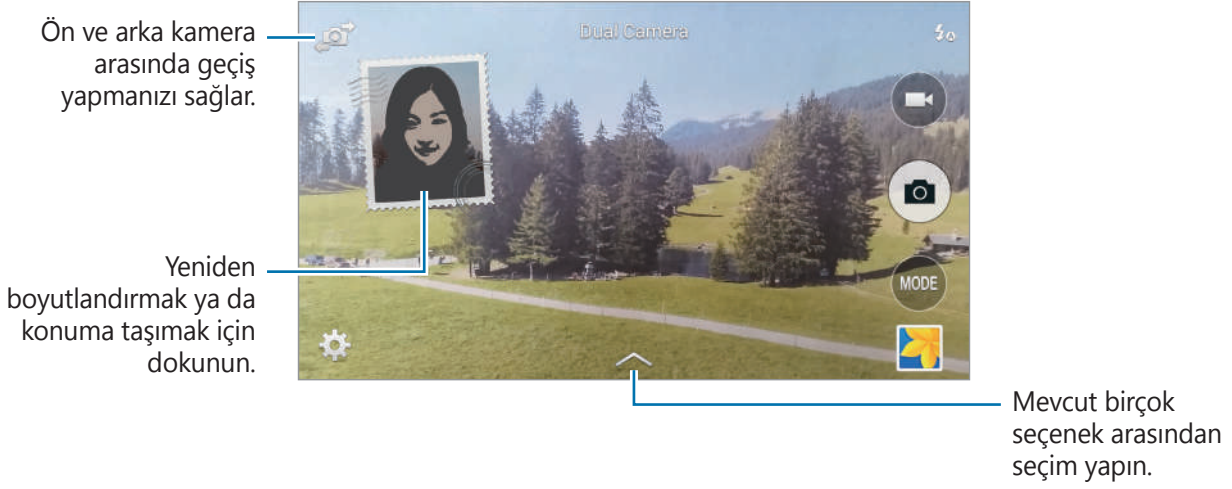 Ön ve arka kamera
arasında geçiş
yapmanızı sağlar.
Dual Camera
Yeniden
boyutlandırmak ya da
konuma taşımak için
dokunun.
MODE
Mevcut birçok
seçenek arasından
seçim yapın.